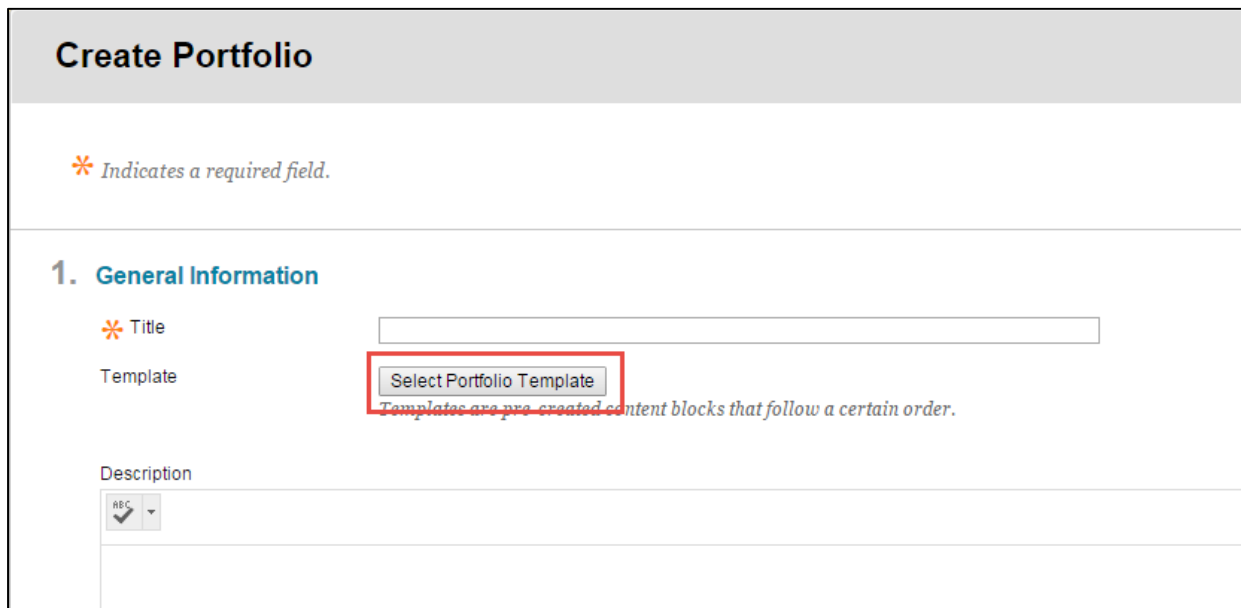 Create Portfolio
* Indicates a required field.
1. General Information
* Title
Template
Select Portfolio Template
Templates are pre-created content blocks that follow a certain order.
Description
ABC